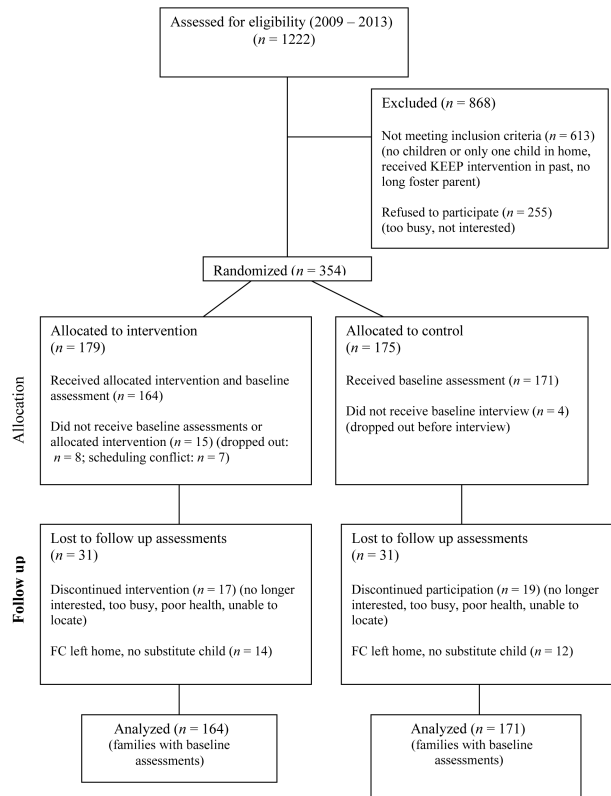 Assessed for eligibility (2009 – 2013)
(n = 1222)
Excluded (n = 868)
Not meeting inclusion criteria (n = 613)
(no children or only one child in home,
received KEEP intervention in past, no
long foster parent)
Refused to participate (n = 255)
(too busy, not interested)
Randomized (n = 354)
Allocation
Allocated to intervention
(n = 179)
Received allocated intervention and baseline
assessment (n = 164)
Did not receive baseline assessments or
allocated intervention (n = 15) (dropped out:
n = 8; scheduling conflict: n = 7)
Allocated to control
(n = 175)
Received baseline assessment (n = 171)
Did not receive baseline interview (n = 4)
(dropped out before interview)
Follow up
Lost to follow up assessments
(n = 31)
Discontinued intervention (n = 17) (no longer
interested, too busy, poor health, unable to
locate)
FC left home, no substitute child (n = 14)
Lost to follow up assessments
(n = 31)
Discontinued participation (n = 19) (no longer
interested, too busy, poor health, unable to
locate)
FC left home, no substitute child (n = 12)
Analyzed (n = 164)
(families with baseline
assessments)
Analyzed (n = 171)
(families with baseline
assessments)